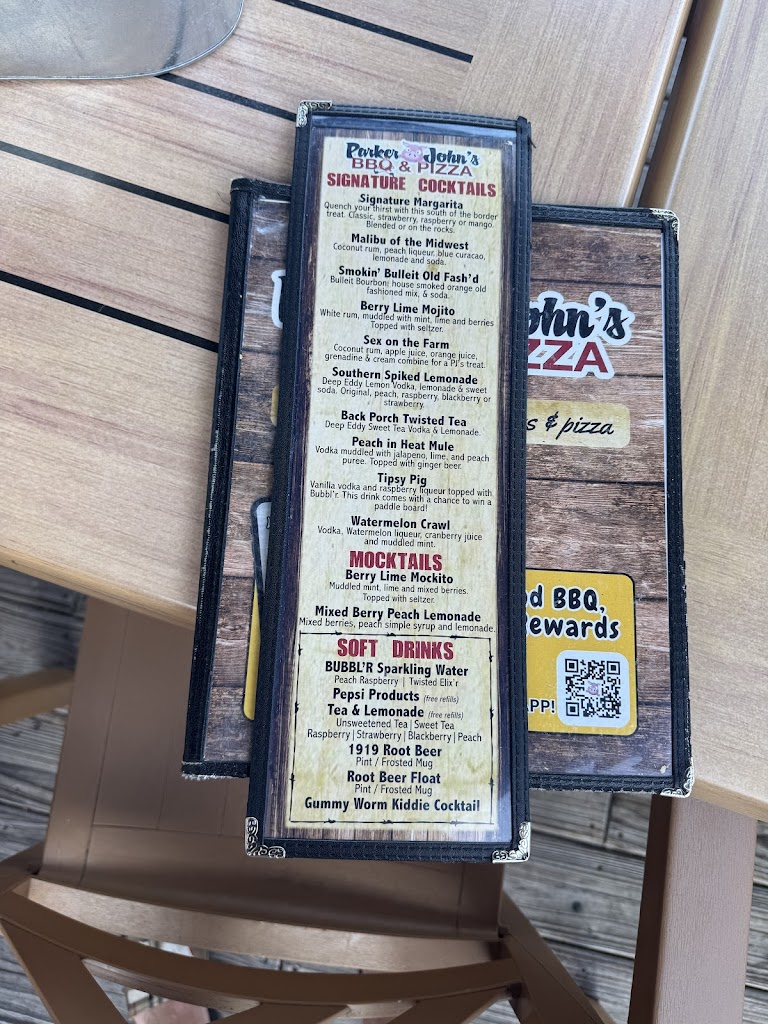 Parker John's
BBQ & PIZZA
SIGNATURE COCKTAILS
Signature Margarita
Quench your thirst with this south of the border
treat. Classic, strawberry, raspberry or mango.
Blended or on the rocks.
Malibu of the Midwest
Coconut rum, peach liqueur, blue curacao,
lemonade and soda.
Smokin' Bulleit Old Fash'd
Bulleit Bourbon, house smoked orange old
fashioned mix, & soda.
Berry Lime Mojito
White rum, muddled with mint, lime and berries
Topped with seltzer.
Sex on the Farm
Coconut rum, apple juice, orange juice,
grenadine & cream combine for a PJ's treat.
Southern Spiked Lemonade
Deep Eddy Lemon Vodka, lemonade & sweet
soda. Original, peach, raspberry, blackberry or
strawberry.
Back Porch Twisted Tea
Deep Eddy Sweet Tea Vodka & Lemonade
Peach in Heat Mule
Vodka muddled with jalapeno, lime, and peach
puree. Topped with ginger beer.
Tipsy Pig
Vanilla vodka and raspberry liqueur topped with
Bubbl'r. This drink comes with a chance to win a
paddle board!
Watermelon Crawl
Vodka, Watermelon liqueur, cranberry juice
and muddled mint.
MOCKTAILS
Berry Lime Mockito
Muddled mint, lime and mixed berries.
Topped with seltzer.
Mixed Berry Peach Lemonade
Mixed berries, peach simple syrup and lemonade.
SOFT DRINKS
BUBBL'R Sparkling Water
Peach Raspberry | Twisted Elix'r
Pepsi Products (free refills)
Tea & Lemonade (free refills)
Unsweetened Tea | Sweet Tea
Raspberry | Strawberry | Blackberry | Peach
1919 Root Beer
Pint / Frosted Mug
Root Beer Float
Pint / Frosted Mug
Gummy Worm Kiddie Cocktail
ohn's
ZZA
s & pizza
od BBQ,
Rewards
APP!